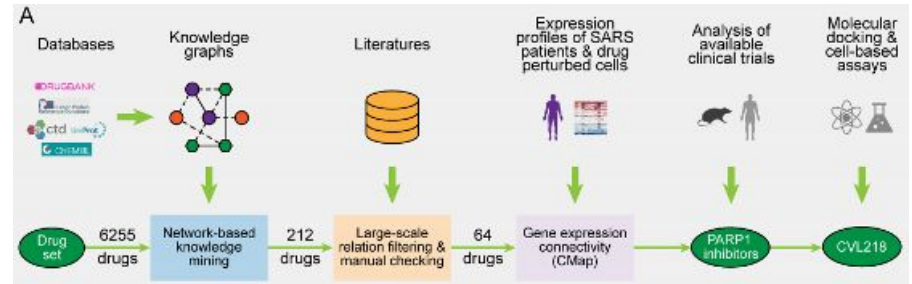 A
Databases
Knowledge
graphs
Literatures
Expression
profiles of SARS
patients & drug
perturbed cells
Analysis of
available
clinical trials
Molecular
docking &
cell-based
assays
DRUGBANK
ctd
UniProt
Drug
set
6255
drugs
Network-based
knowledge
mining
212
drugs
Large-scale
relation filtering &
manual checking
64
drugs
Gene expression
connectivity
(CMap)
PARP1
inhibitors
CVL218